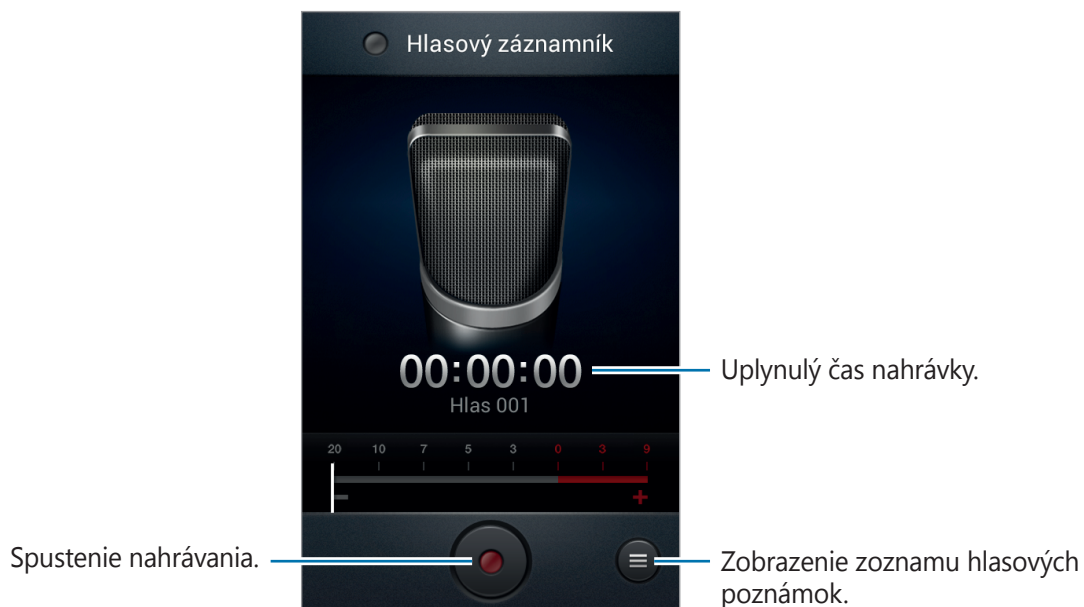 Hlasový záznamník
00:00:00
Uplynulý čas nahrávky.
Hlas 001
20 10 7 5 3 0 3 9
Spustenie nahrávania.
Zobrazenie zoznamu hlasových
poznámok.